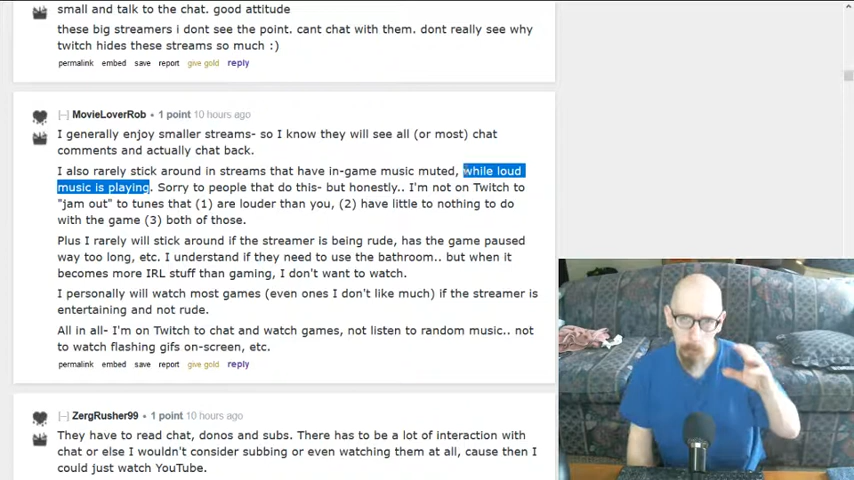 small and talk to the chat. good attitude
these big streamers i dont see the point. cant chat with them. dont really see why
twitch hides these streams so much :)
permalink embed save report give gold reply
[-] MovieLoverRob • 1 point 10 hours ago
I generally enjoy smaller streams- so I know they will see all (or most) chat
comments and actually chat back.
I also rarely stick around in streams that have in-game music muted, while loud
music is playing. Sorry to people that do this- but honestly.. I'm not on Twitch to
"jam out" to tunes that (1) are louder than you, (2) have little to nothing to do
with the game (3) both of those.
Plus I rarely will stick around if the streamer is being rude, has the game paused
way too long, etc. I understand if they need to use the bathroom.. but when it
becomes more IRL stuff than gaming, I don't want to watch.
I personally will watch most games (even ones I don't like much) if the streamer is
entertaining and not rude.
All in all- I'm on Twitch to chat and watch games, not listen to random music.. not
to watch flashing gifs on-screen, etc.
permalink embed save report give gold reply
[-] ZergRusher99 • 1 point 10 hours ago
They have to read chat, donos and subs. There has to be a lot of interaction with
chat or else I wouldn't consider subbing or even watching them at all, cause then I
could just watch YouTube.